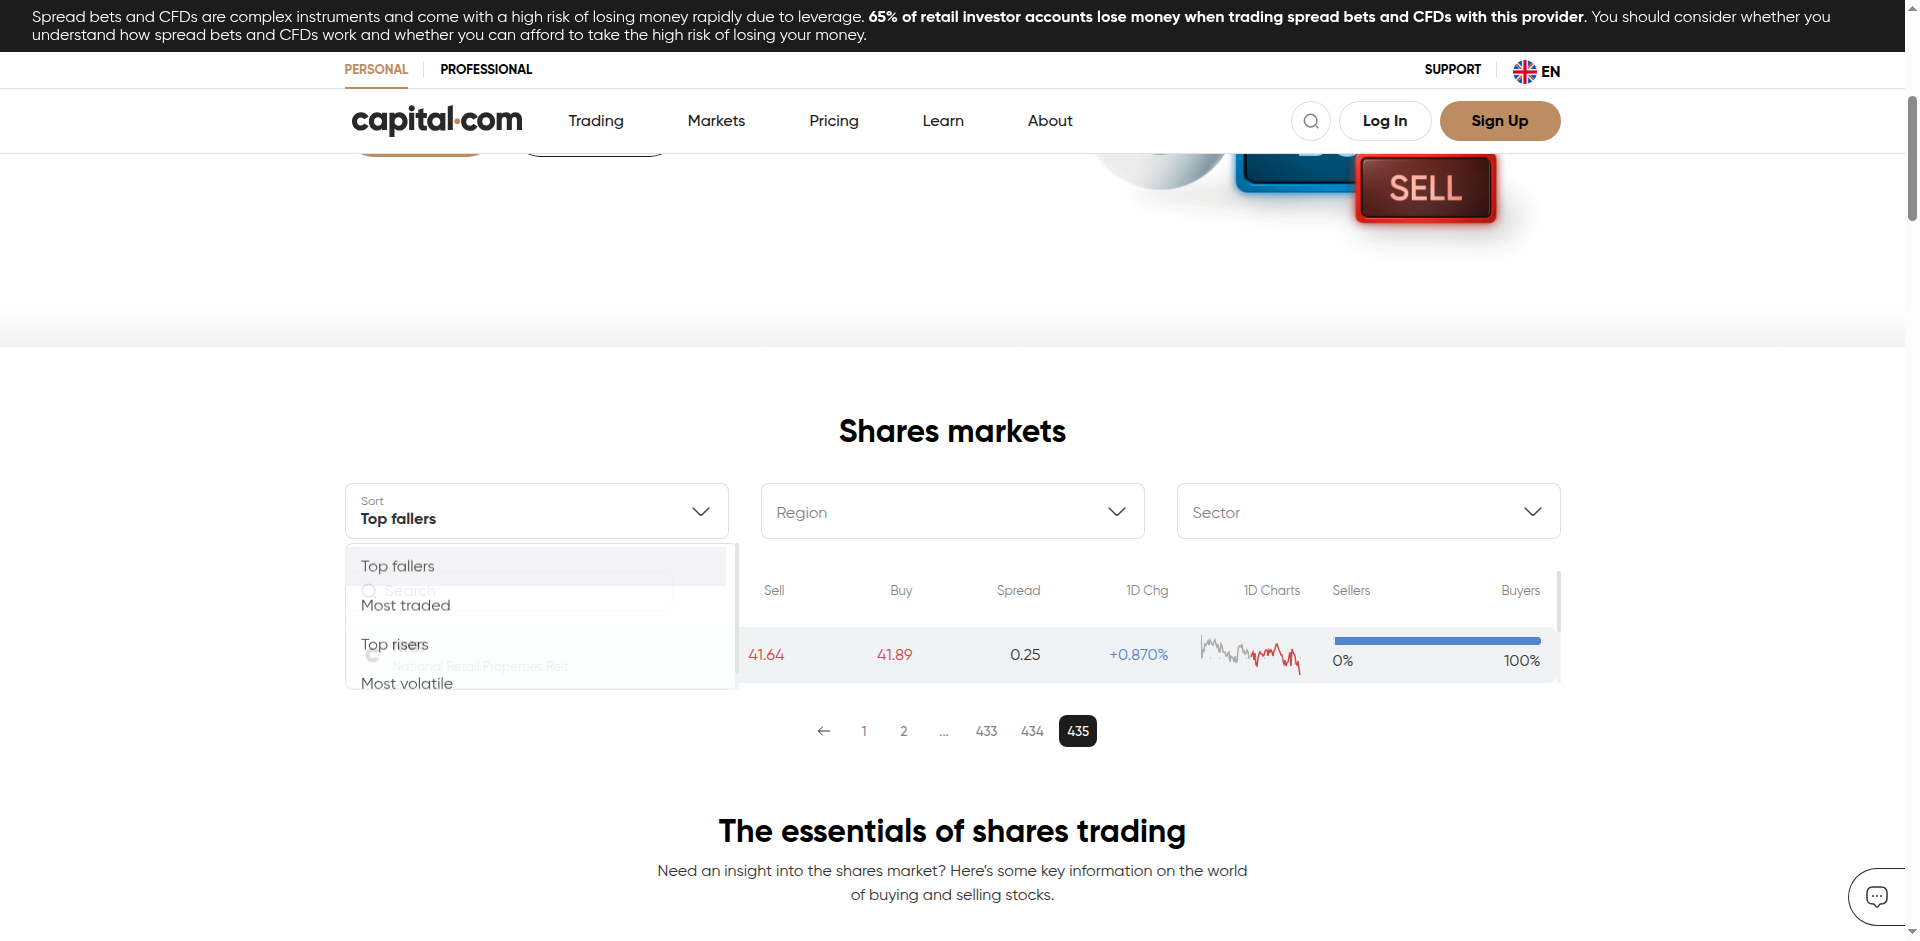 Spread bets and CFDs are complex instruments and come with a high risk of losing money rapidly due to leverage. 65% of retail investor accounts lose money when trading spread bets and CFDs with this provider. You should consider whether you
understand how spread bets and CFDs work and whether you can afford to take the high risk of losing your money.
PERSONAL PROFESSIONAL SUPPORT EN
capital.com Trading Markets Pricing Learn About Log In Sign Up
SELL
Shares markets
Sort
Top fallers
Region
Sector
Top fallers
Search
Most traded
Top risers
National Retail Properties Reit
Most volatile
Sell Buy Spread 1D Chg 1D Charts Sellers Buyers
41.64 41.89 0.25 +0.870% 0% 100%
1 2 ... 433 434 435
The essentials of shares trading
Need an insight into the shares market? Here’s some key information on the world
of buying and selling stocks.